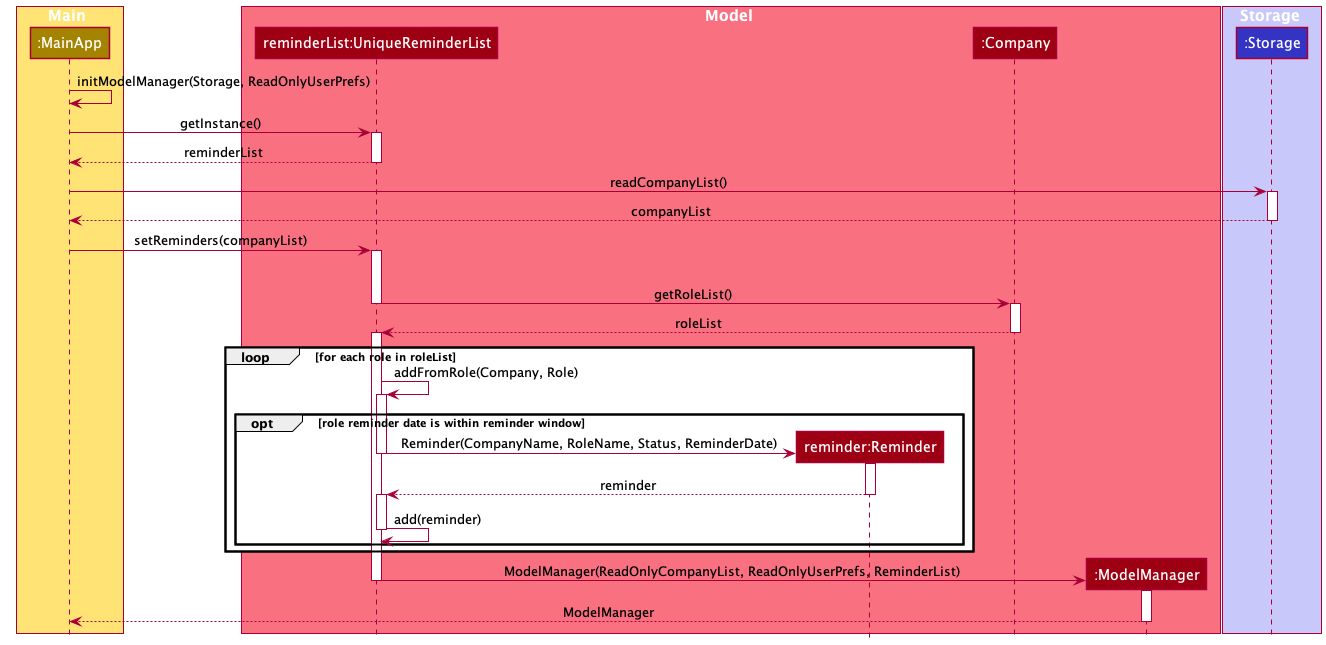 Main
Model
Storage
:MainApp
reminderList:UniqueReminderList
:Company
:Storage
initModelManager(Storage, ReadOnlyUserPrefs)
getInstance()
reminderList
readCompanyList()
companyList
setReminders(companyList)
getRoleList()
roleList
loop
[for each role in roleList]
addFromRole(Company, Role)
opt
[role reminder date is within reminder window]
Reminder(CompanyName, RoleName, Status, ReminderDate)
reminder:Reminder
reminder
add(reminder)
ModelManager(ReadOnlyCompanyList, ReadOnlyUserPrefs, ReminderList)
:ModelManager
ModelManager